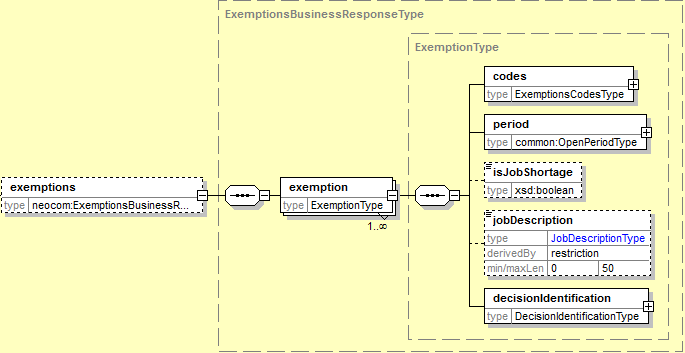 ExemptionsBusinessResponseType
ExemptionType
codes
type ExemptionsCodesType
period
type common:OpenPeriodType
exemptions
type neocom:ExemptionsBusinessR...
exemption
type ExemptionType
1..∞
isJobShortage
type xsd:boolean
jobDescription
type JobDescriptionType
derivedBy restriction
min/maxLen 0 50
decisionIdentification
type DecisionIdentificationType